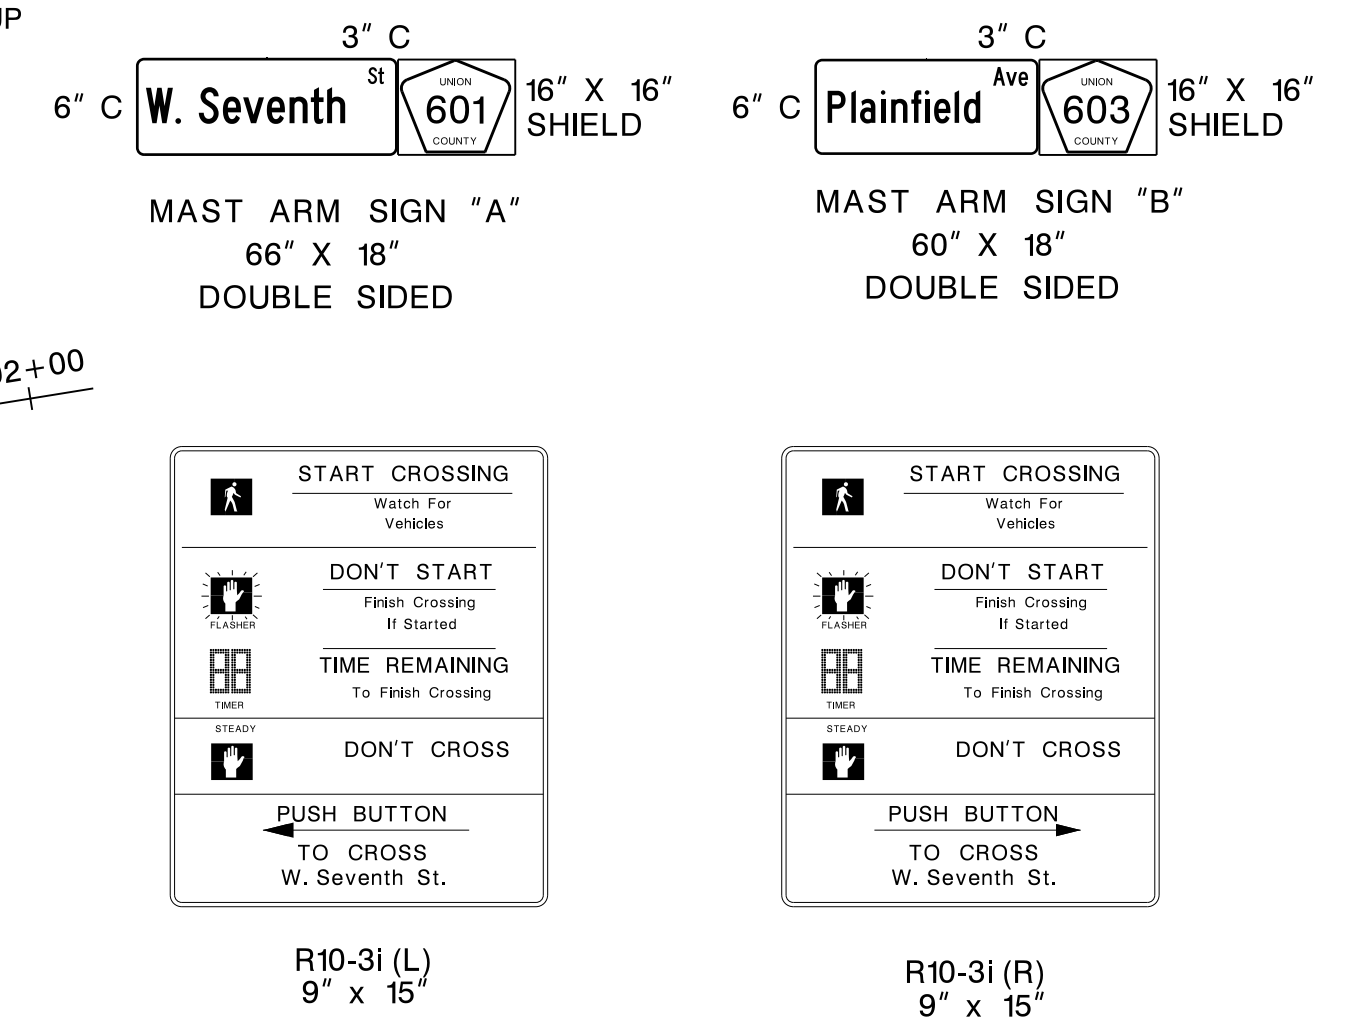 UP
3" C
6" C
W. Seventh St
UNION
601
COUNTY
16" X 16"
SHIELD
MAST ARM SIGN "A"
66" X 18"
DOUBLE SIDED
3" C
6" C
Plainfield Ave
UNION
603
COUNTY
16" X 16"
SHIELD
MAST ARM SIGN "B"
60" X 18"
DOUBLE SIDED
02+00
START CROSSING
Watch For
Vehicles
DON'T START
Finish Crossing
If Started
FLASHER
TIME REMAINING
To Finish Crossing
TIMER
STEADY
DON'T CROSS
PUSH BUTTON
TO CROSS
W. Seventh St.
R10-3i (L)
9" x 15"
START CROSSING
Watch For
Vehicles
DON'T START
Finish Crossing
If Started
FLASHER
TIME REMAINING
To Finish Crossing
TIMER
STEADY
DON'T CROSS
PUSH BUTTON
TO CROSS
W. Seventh St.
R10-3i (R)
9" x 15"